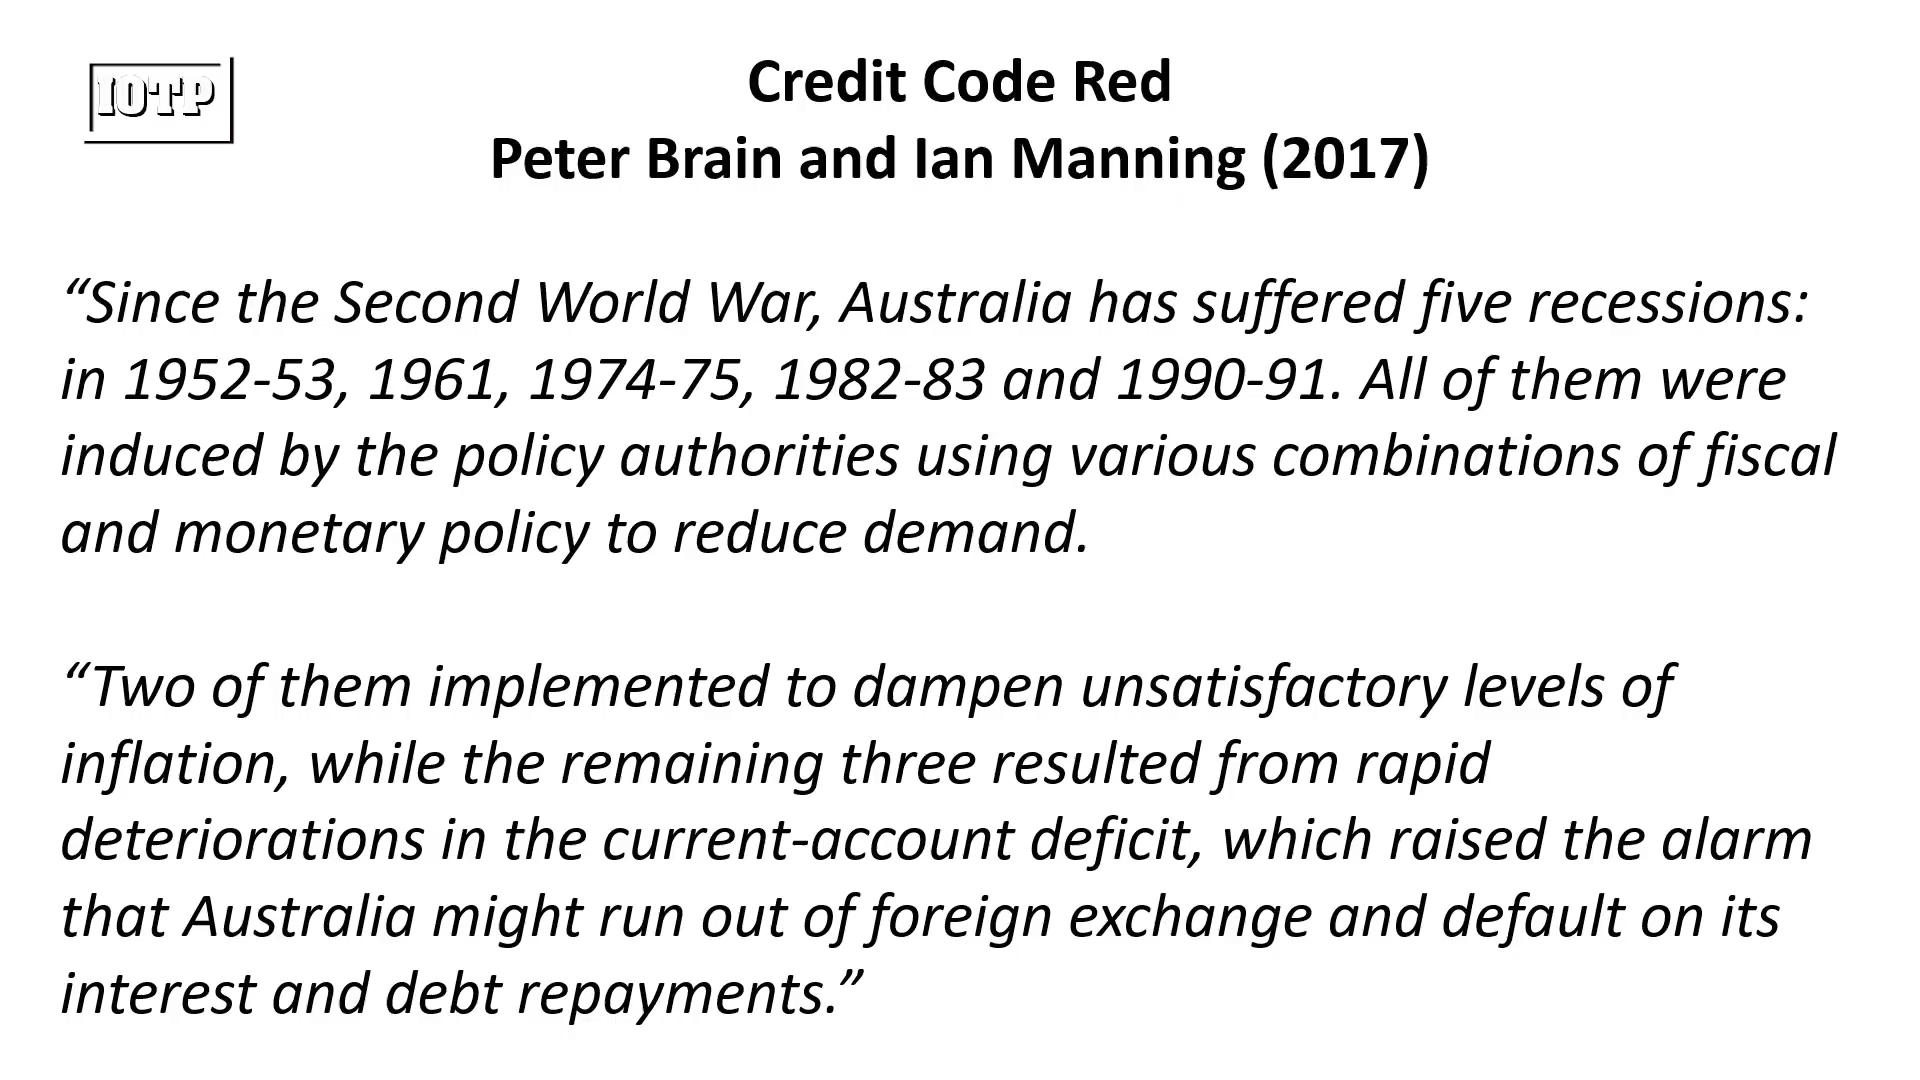 IOTP
Credit Code Red
Peter Brain and Ian Manning (2017)
“Since the Second World War, Australia has suffered five recessions:
in 1952-53, 1961, 1974-75, 1982-83 and 1990-91. All of them were
induced by the policy authorities using various combinations of fiscal
and monetary policy to reduce demand.
“Two of them implemented to dampen unsatisfactory levels of
inflation, while the remaining three resulted from rapid
deteriorations in the current-account deficit, which raised the alarm
that Australia might run out of foreign exchange and default on its
interest and debt repayments.”